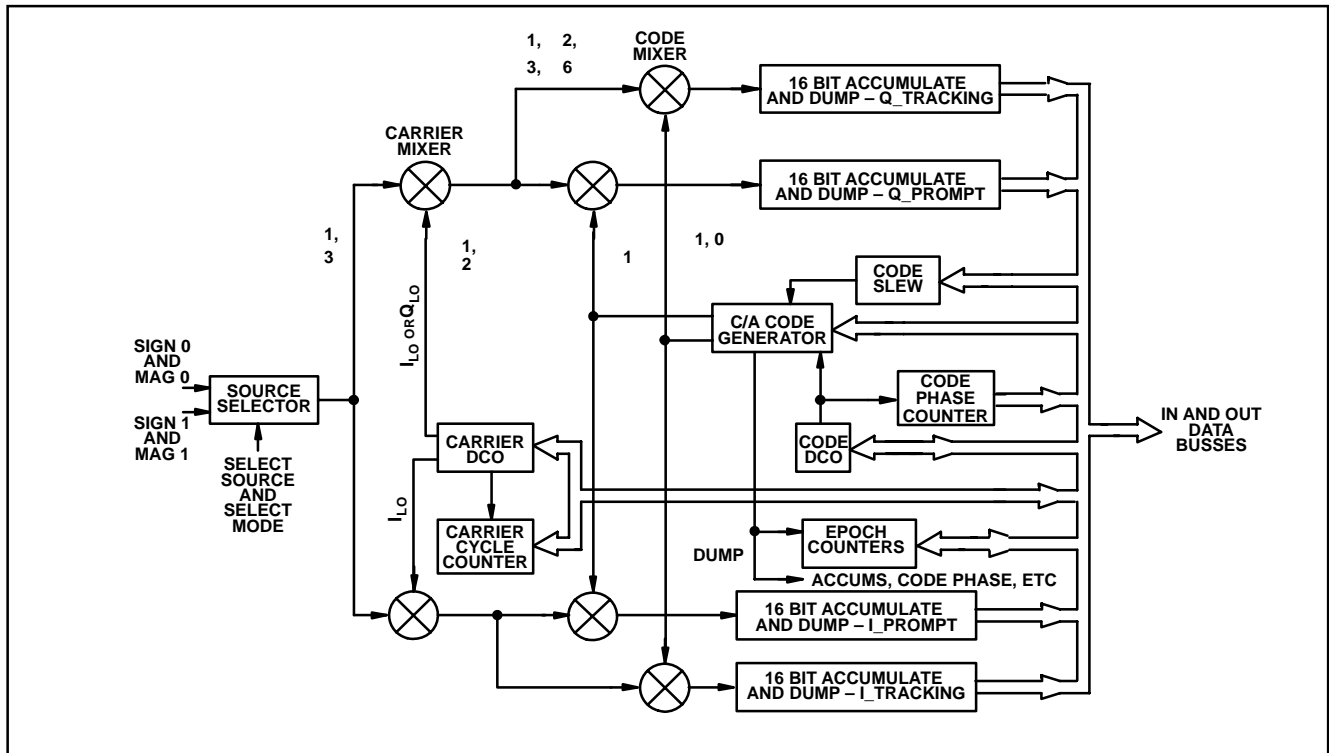 1, 2,
3, 6
CODE
MIXER
16 BIT ACCUMULATE
AND DUMP – Q_TRACKING
CARRIER
MIXER
16 BIT ACCUMULATE
AND DUMP – Q_PROMPT
1,
3
1,
2
1
1, 0
CODE
SLEW
I_LO OR Q_LO
C/A CODE
GENERATOR
SIGN 0
AND
MAG 0
SOURCE
SELECTOR
CODE
PHASE
COUNTER
IN AND OUT
DATA
BUSSES
SIGN 1
AND
MAG 1
CARRIER
DCO
CODE
DCO
SELECT
SOURCE
AND
SELECT
MODE
I_LO
CARRIER
CYCLE
COUNTER
EPOCH
COUNTERS
DUMP
ACCUMS, CODE PHASE, ETC
16 BIT ACCUMULATE
AND DUMP – I_PROMPT
16 BIT ACCUMULATE
AND DUMP – I_TRACKING